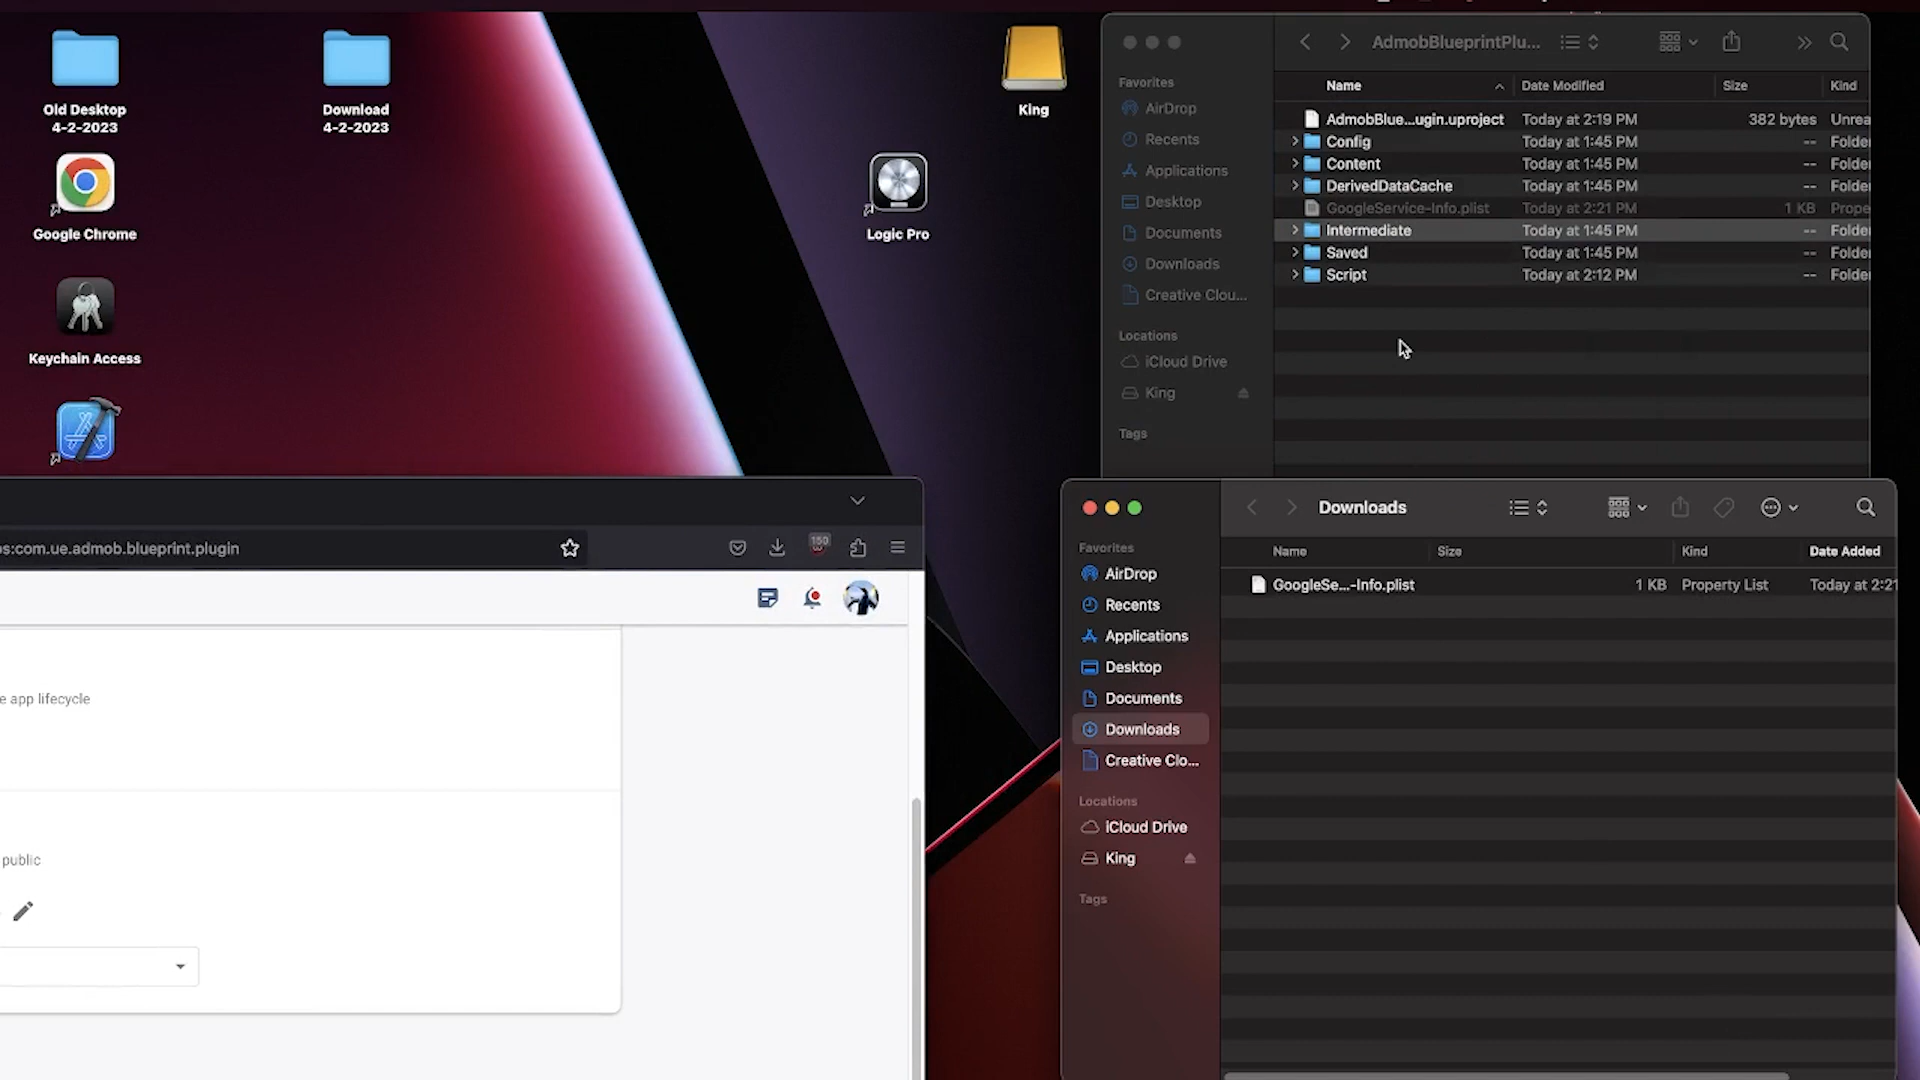 Old Desktop
4-2-2023
Download
4-2-2023
King
Google Chrome
Logic Pro
Keychain Access
AdmobBlueprintPlu...
Favorites
AirDrop
Recents
Applications
Desktop
Documents
Downloads
Creative Clou...
Locations
iCloud Drive
King
Tags
Name Date Modified Size Kind
AdmobBlue...ugin.uproject Today at 2:19 PM 382 bytes Unrea
Config Today at 1:45 PM -- Folde
Content Today at 1:45 PM -- Folde
DerivedDataCache Today at 1:45 PM -- Folde
GoogleService-Info.plist Today at 2:21 PM 1 KB Prope
Intermediate Today at 1:45 PM -- Folde
Saved Today at 1:45 PM -- Folde
Script Today at 2:12 PM -- Folde
s:com.ue.admob.blueprint.plugin
150
e app lifecycle
public
Downloads
Favorites
AirDrop
Recents
Applications
Desktop
Documents
Downloads
Creative Clo...
Locations
iCloud Drive
King
Tags
Name Size Kind Date Added
GoogleSe...-Info.plist 1 KB Property List Today at 2:21